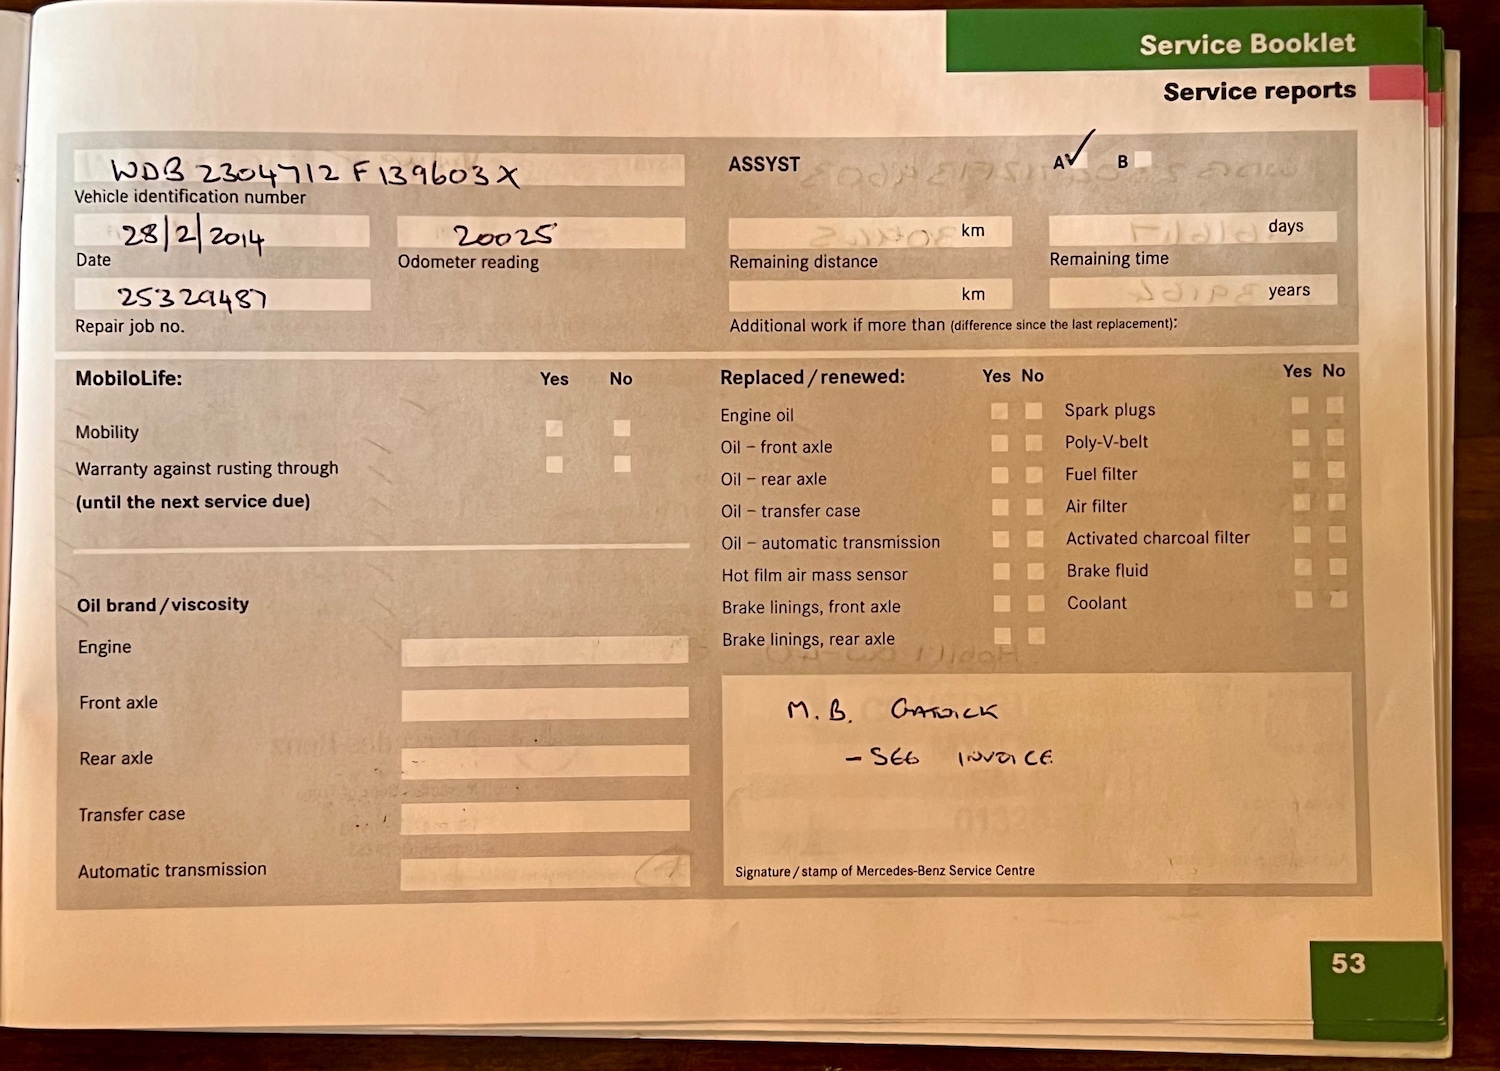 Service Booklet
Service reports
WDB 2304712 F 139603 X
Vehicle identification number
ASSYST
A✓ B
28/2/2014
Date
20025
Odometer reading
km
Remaining distance
days
Remaining time
25329487
Repair job no.
km
years
Additional work if more than (difference since the last replacement):
MobiloLife: Yes No
Mobility
Warranty against rusting through
(until the next service due)
Oil brand / viscosity
Engine
Front axle
Rear axle
Transfer case
Automatic transmission
Replaced / renewed: Yes No
Engine oil
Oil – front axle
Oil – rear axle
Oil – transfer case
Oil – automatic transmission
Hot film air mass sensor
Brake linings, front axle
Brake linings, rear axle
Yes No
Spark plugs
Poly-V-belt
Fuel filter
Air filter
Activated charcoal filter
Brake fluid
Coolant
M.B. GATWICK
– SEE INVOICE
Signature / stamp of Mercedes-Benz Service Centre
53